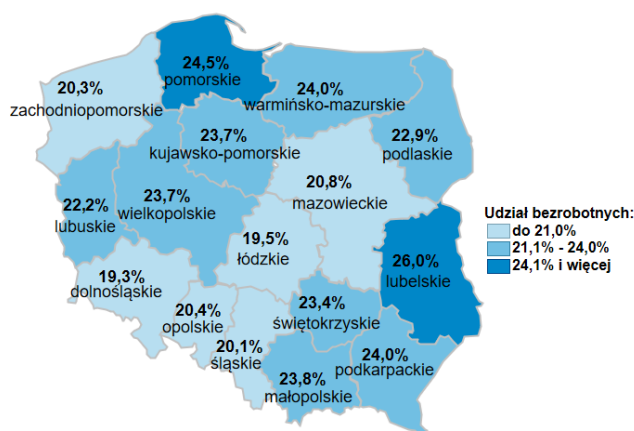 24,5%
pomorskie
20,3%
zachodniopomorskie
24,0%
warmińsko-mazurskie
23,7%
kujawsko-pomorskie
22,9%
podlaskie
20,8%
mazowieckie
22,2%
lubuskie
23,7%
wielkopolskie
19,5%
łódzkie
26,0%
lubelskie
19,3%
dolnośląskie
20,4%
opolskie
20,1%
śląskie
23,4%
świętokrzyskie
24,0%
podkarpackie
23,8%
małopolskie
Udział bezrobotnych:
do 21,0%
21,1% - 24,0%
24,1% i więcej